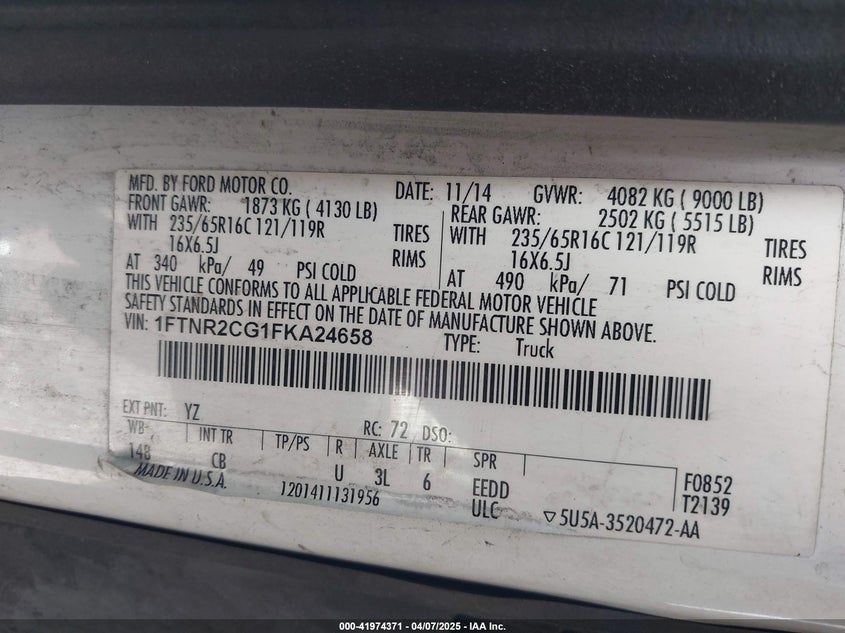 MFD. BY FORD MOTOR CO. DATE: 11/14 GVWR: 4082 KG ( 9000 LB)
FRONT GAWR: 1873 KG ( 4130 LB) REAR GAWR: 2502 KG ( 5515 LB)
WITH 235/65R16C 121/119R TIRES WITH 235/65R16C 121/119R TIRES
16X6.5J RIMS 16X6.5J RIMS
AT 340 kPa/ 49 PSI COLD AT 490 kPa/ 71 PSI COLD
THIS VEHICLE CONFORMS TO ALL APPLICABLE FEDERAL MOTOR VEHICLE
SAFETY STANDARDS IN EFFECT ON THE DATE OF MANUFACTURE SHOWN ABOVE.
VIN: 1FTNR2CG1FKA24658 TYPE: Truck
EXT PNT: YZ RC: 72 DSO:
WB INT TR TP/PS R AXLE TR SPR
148 CB U 3L 6 EEDD F0852
MADE IN U.S.A. 1201411131956 ULC T2139
▽5U5A-3520472-AA
000-41974371 - 04/07/2025 - IAA Inc.